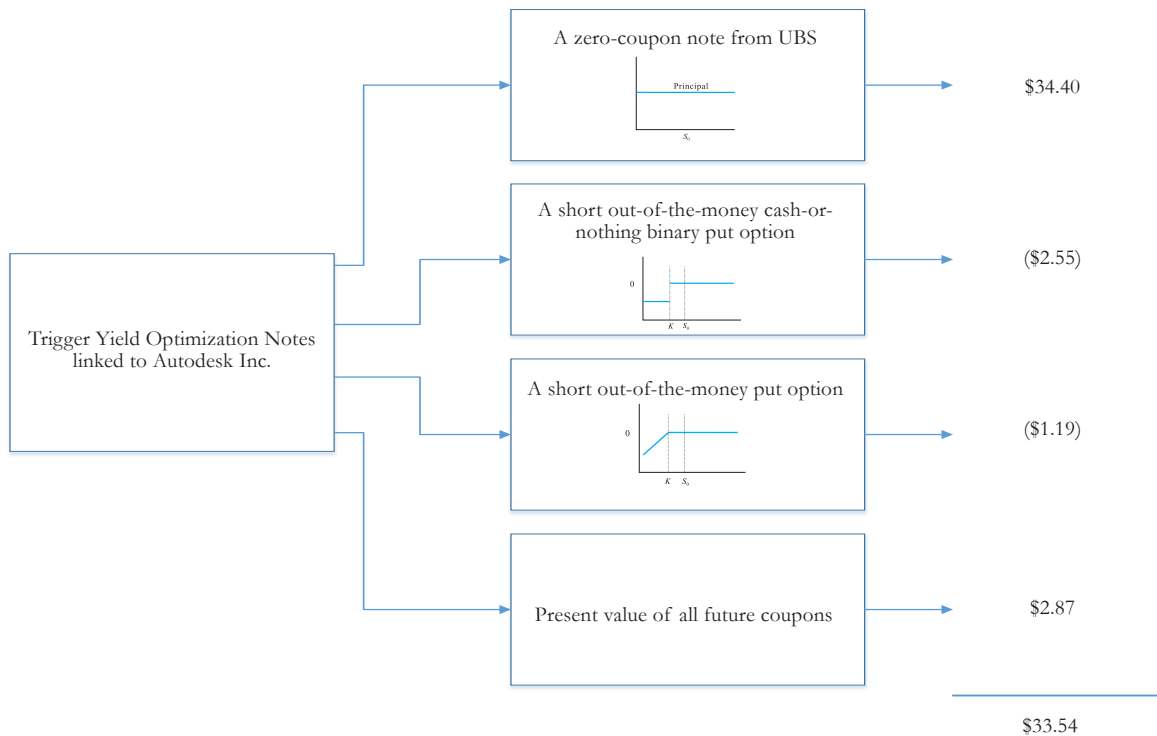 A zero-coupon note from UBS
Principal
S₀
$34.40
A short out-of-the-money cash-or-
nothing binary put option
0
K S₀
($2.55)
Trigger Yield Optimization Notes
linked to Autodesk Inc.
A short out-of-the-money put option
0
K S₀
($1.19)
Present value of all future coupons
$2.87
$33.54